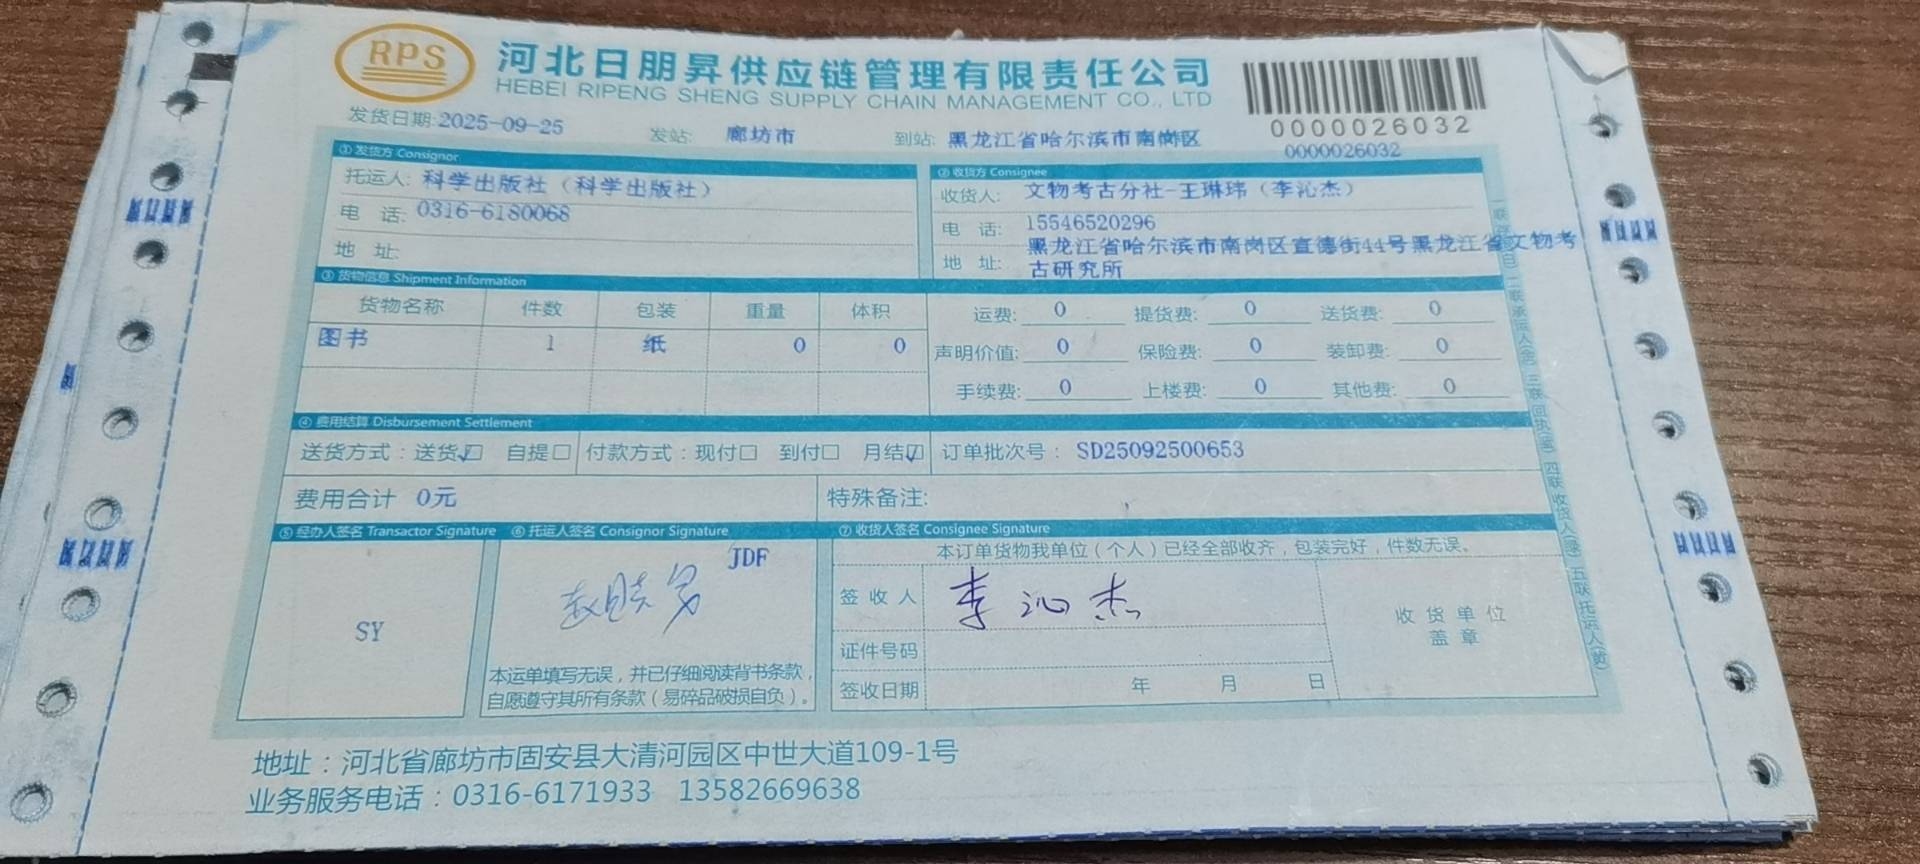 RPS
河北日朋昇供应链管理有限责任公司
HEBEI RIPENG SHENG SUPPLY CHAIN MANAGEMENT CO., LTD
0000026032
0000026032
发货日期:2025-09-25 发站: 廊坊市 到站: 黑龙江省哈尔滨市南岗区
① 发货方 Consignor
托运人: 科学出版社（科学出版社）
电 话: 0316-6180068
地 址:
② 收货方 Consignee
收货人: 文物考古分社-王琳玮（李沁杰）
电 话: 15546520296
地 址: 黑龙江省哈尔滨市南岗区宣德街44号黑龙江省文物考
古研究所
③ 货物信息 Shipment Information
货物名称 件数 包装 重量 体积
图书 1 纸 0 0
运费: 0 提货费: 0 送货费: 0
声明价值: 0 保险费: 0 装卸费: 0
手续费: 0 上楼费: 0 其他费: 0
④ 费用结算 Disbursement Settlement
送货方式：送货☑ 自提☐ 付款方式：现付☐ 到付☐ 月结☑ 订单批次号： SD25092500653
费用合计 0元 特殊备注:
⑤ 经办人签名 Transactor Signature
SY
⑥ 托运人签名 Consignor Signature
JDF
本运单填写无误，并已仔细阅读背书条款，
自愿遵守其所有条款（易碎品破损自负）。
⑦ 收货人签名 Consignee Signature
本订单货物我单位（个人）已经全部收齐，包装完好，件数无误。
签 收 人 李沁杰
证件号码
签收日期 年 月 日
收 货 单 位
盖 章
地址：河北省廊坊市固安县大清河园区中世大道109-1号
业务服务电话：0316-6171933 13582669638